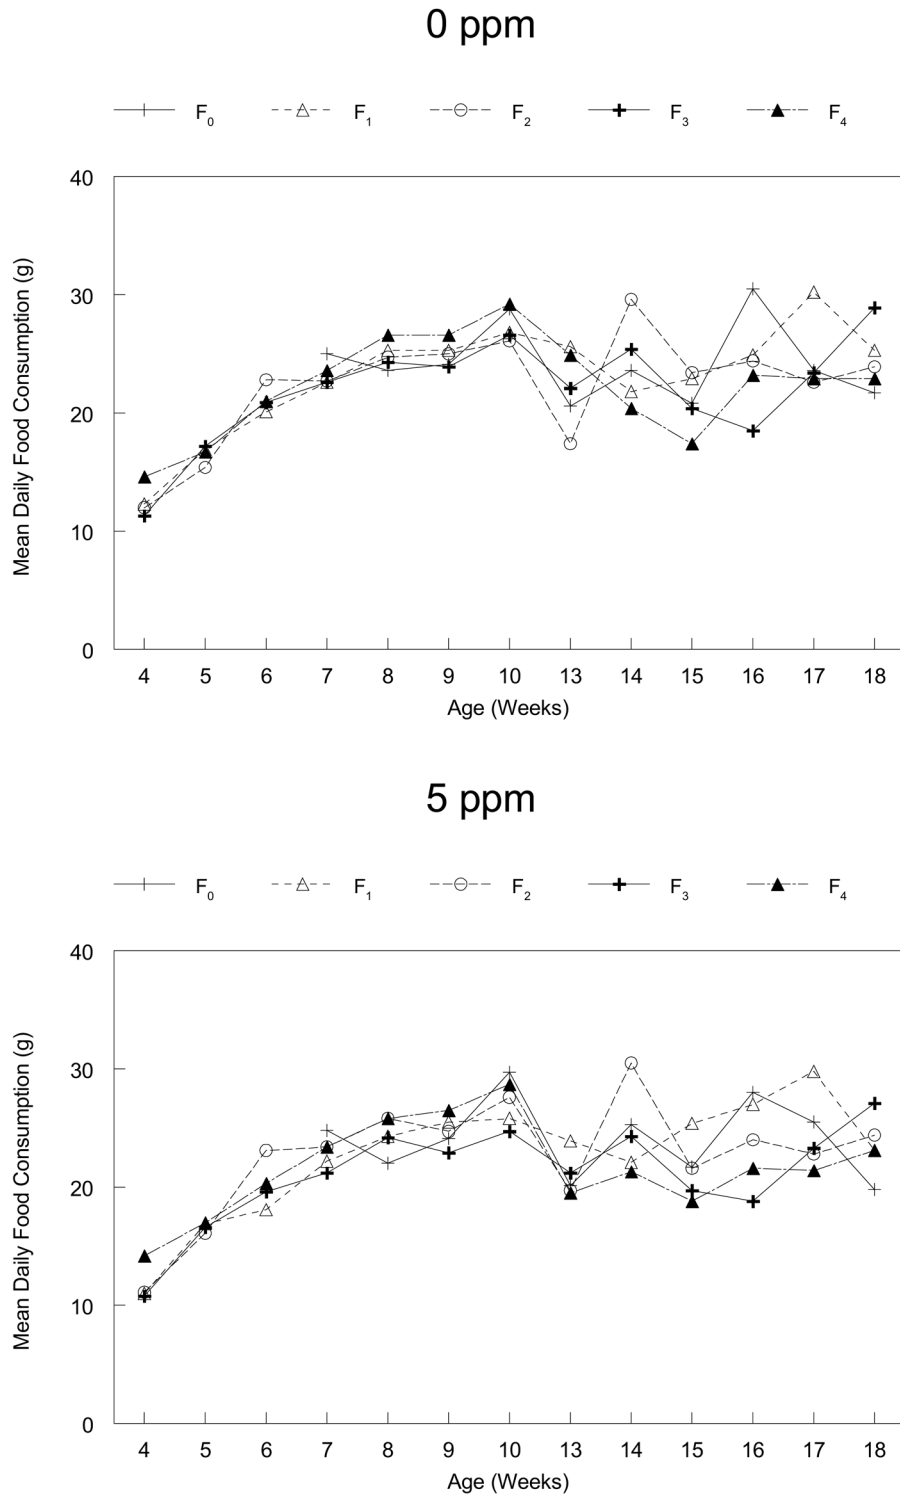 0 ppm
F0 F1 F2 F3 F4
40
30
20
10
0
Mean Daily Food Consumption (g)
4 5 6 7 8 9 10 13 14 15 16 17 18
Age (Weeks)
5 ppm
F0 F1 F2 F3 F4
40
30
20
10
0
Mean Daily Food Consumption (g)
4 5 6 7 8 9 10 13 14 15 16 17 18
Age (Weeks)